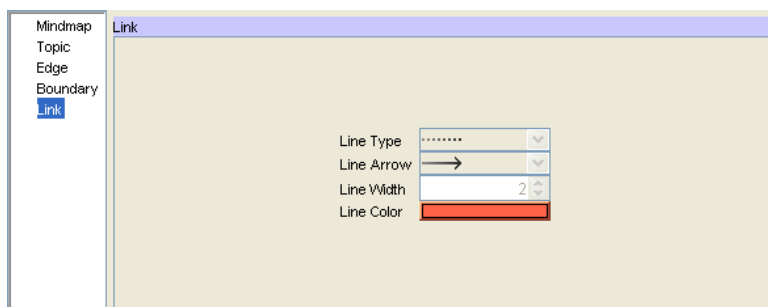 Mindmap
Topic
Edge
Boundary
Link
Link
Line Type
Line Arrow
Line Width 2
Line Color